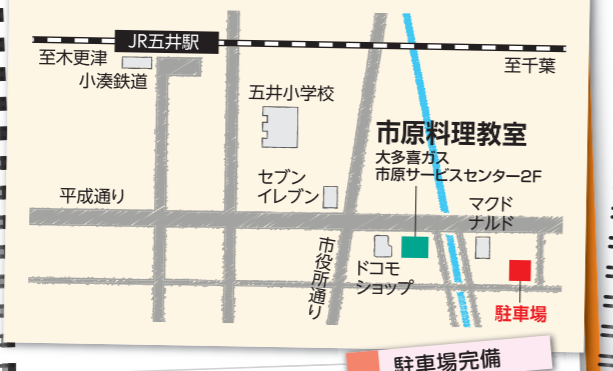 JR五井駅
至木更津
小湊鉄道
至千葉
五井小学校
市原料理教室
大多喜ガス
市原サービスセンター2F
セブン
イレブン
平成通り
マクド
ナルド
市役所通り
ドコモ
ショップ
駐車場
駐車場完備